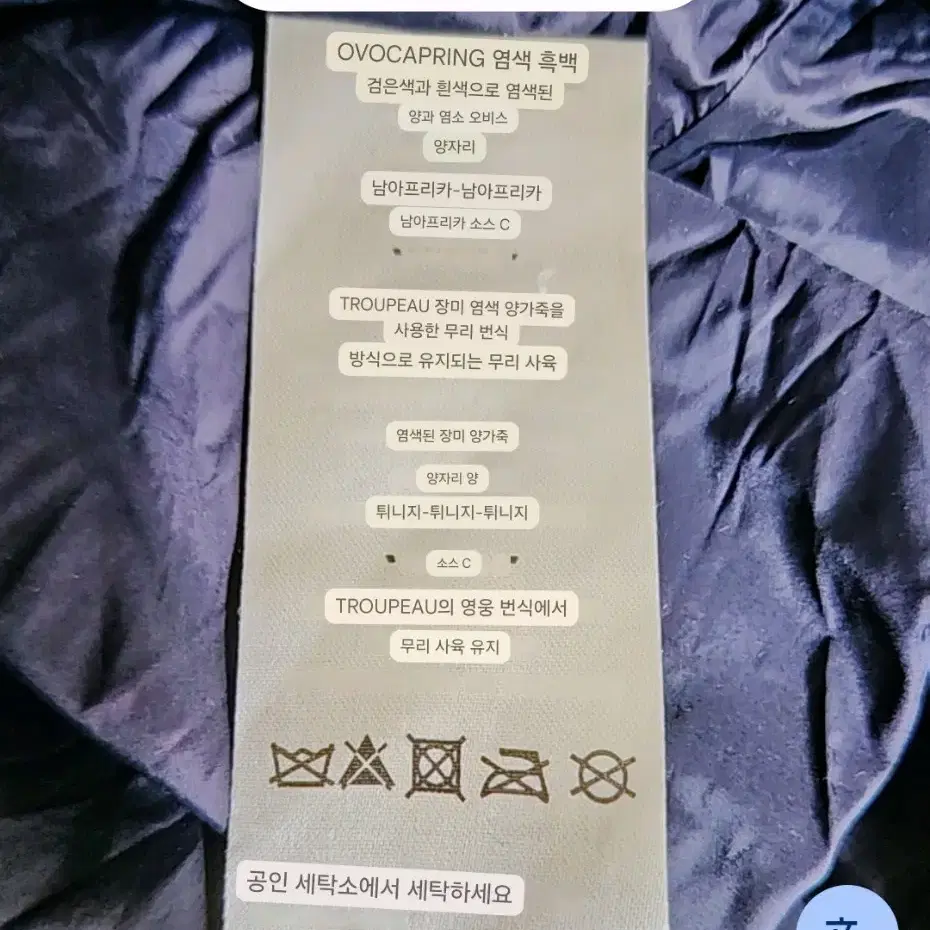 OVOCAPRING 염색 흑백
검은색과 흰색으로 염색된
양과 염소 오비스
양자리
남아프리카-남아프리카
남아프리카 소스 C
TROUPEAU 장미 염색 양가죽을
사용한 무리 번식
방식으로 유지되는 무리 사육
염색된 장미 양가죽
양자리 양
튀니지-튀니지-튀니지
소스 C
TROUPEAU의 영웅 번식에서
무리 사육 유지
공인 세탁소에서 세탁하세요